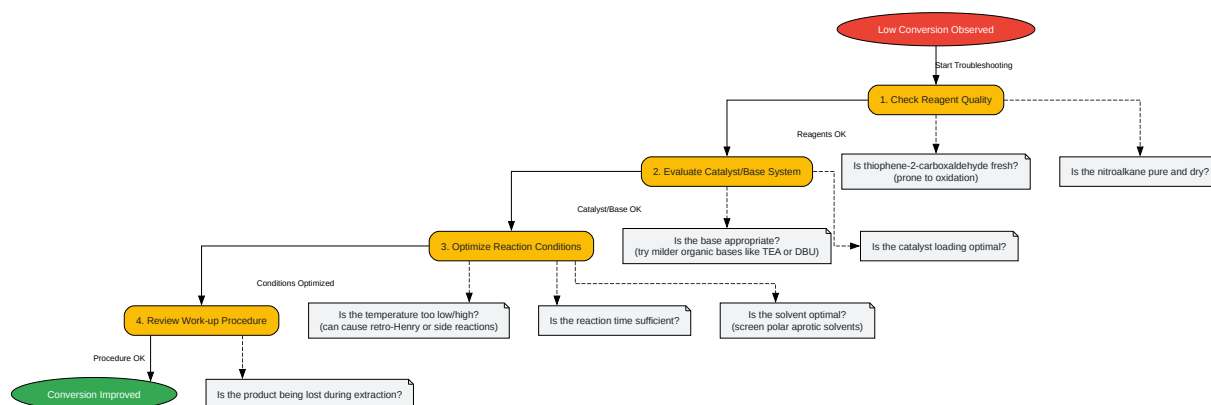 Low Conversion Observed
Start Troubleshooting
1. Check Reagent Quality
Reagents OK
Is thiophene-2-carboxaldehyde fresh?
(prone to oxidation)
Is the nitroalkane pure and dry?
2. Evaluate Catalyst/Base System
Catalyst/Base OK
Is the base appropriate?
(try milder organic bases like TEA or DBU)
Is the catalyst loading optimal?
3. Optimize Reaction Conditions
Conditions Optimized
Is the temperature too low/high?
(can cause retro-Henry or side reactions)
Is the reaction time sufficient?
Is the solvent optimal?
(screen polar aprotic solvents)
4. Review Work-up Procedure
Procedure OK
Is the product being lost during extraction?
Conversion Improved